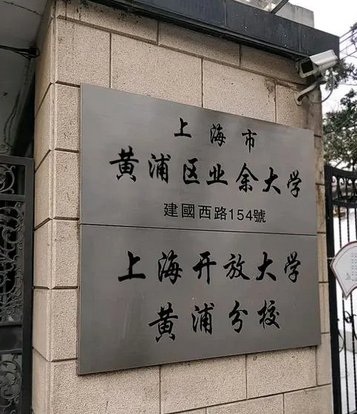 上海市
黄浦区业余大学
建國西路154號
上海开放大学
黄浦分校